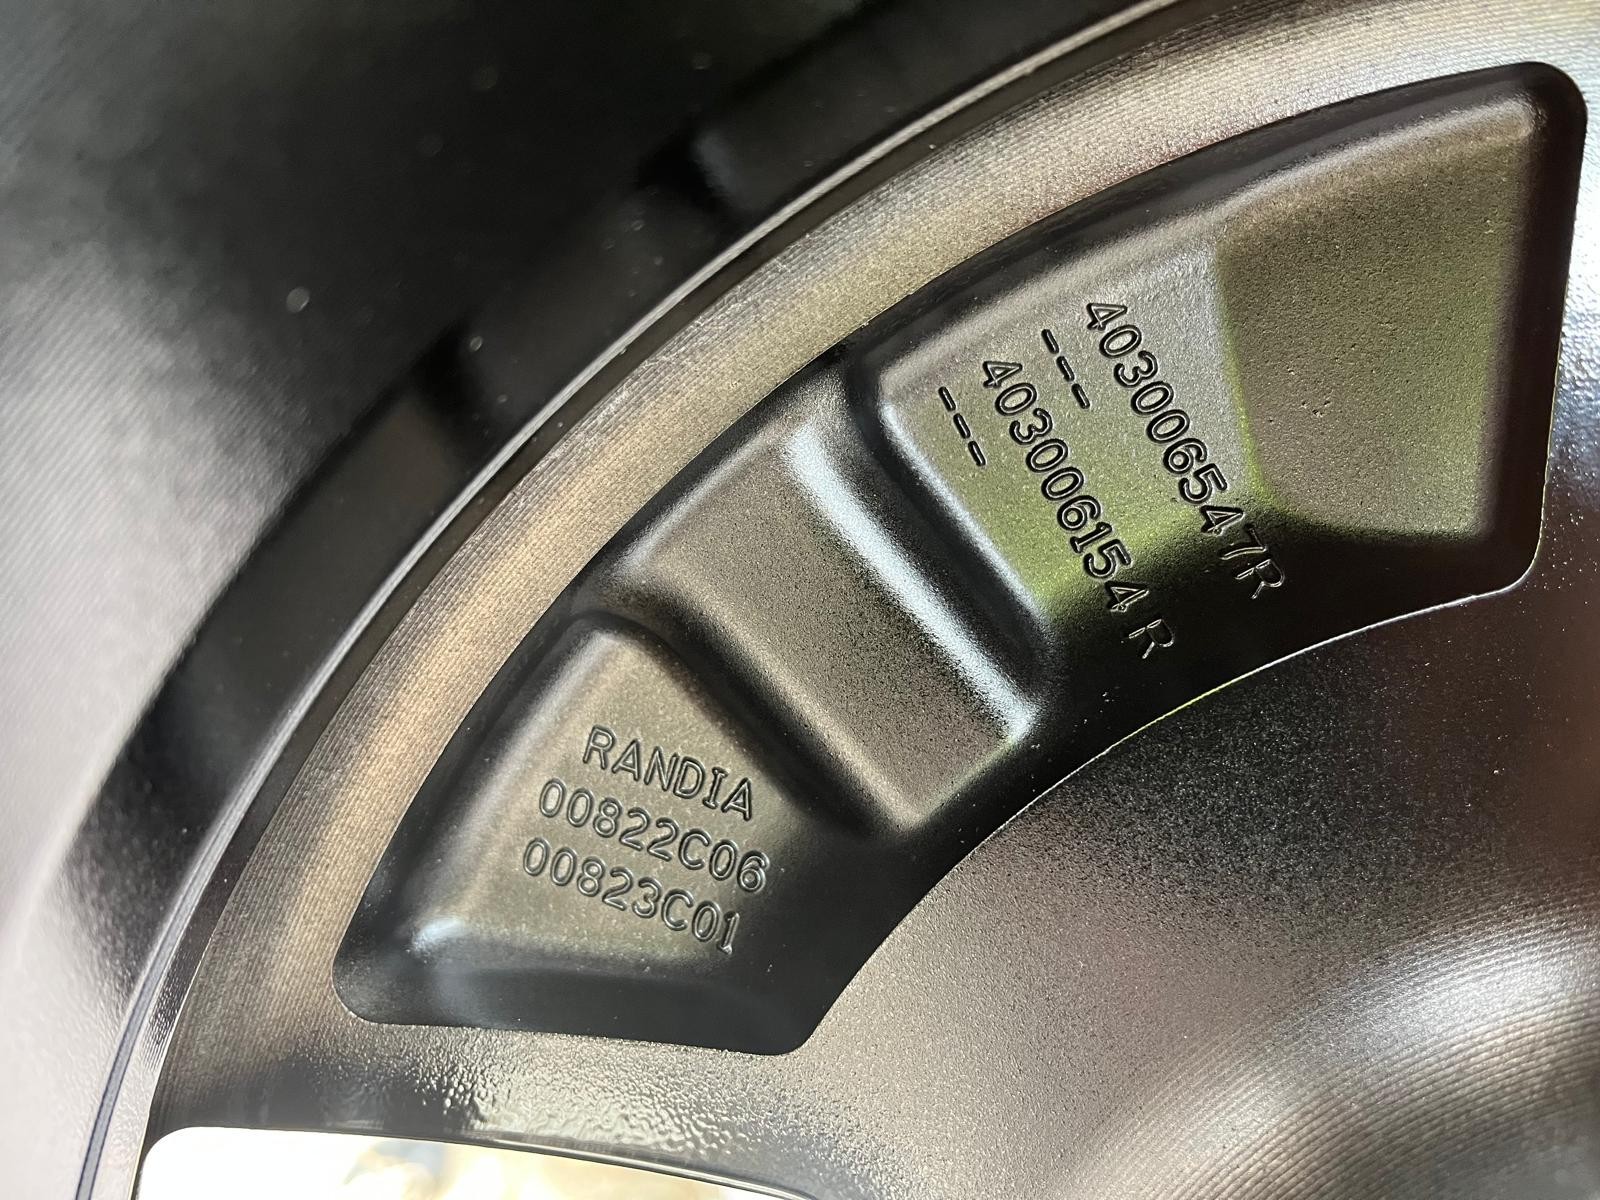 403006547R
---
403006154R
---
RANDIA
00822C06
00823C01